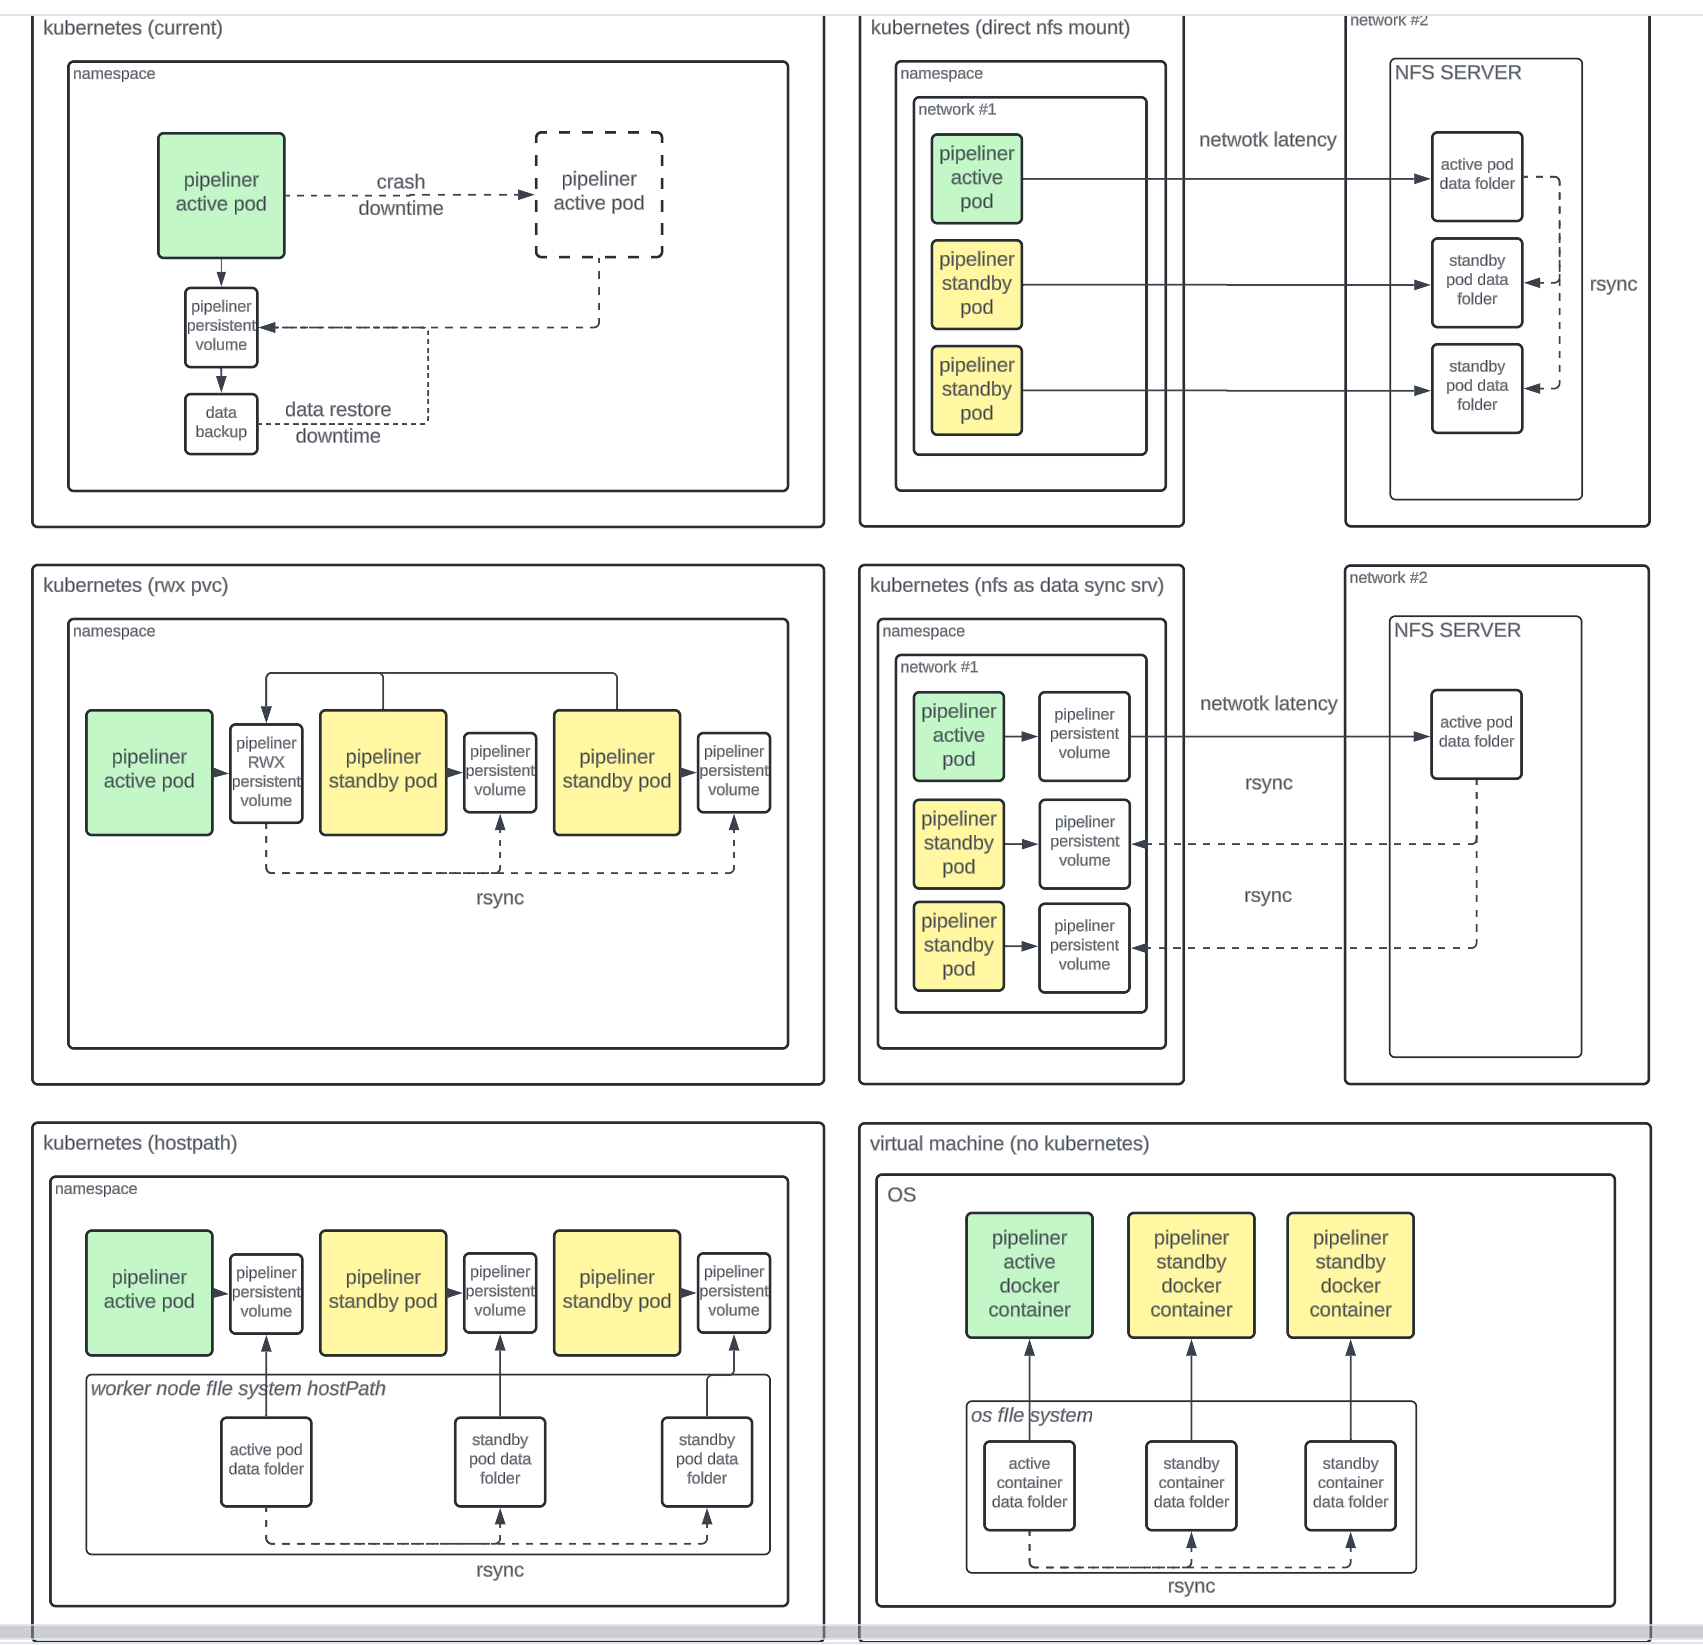 kubernetes (current)
namespace
pipeliner
active pod
crash
downtime
pipeliner
active pod
pipeliner
persistent
volume
data
backup
data restore
downtime
kubernetes (direct nfs mount)
namespace
network #1
pipeliner
active
pod
pipeliner
standby
pod
pipeliner
standby
pod
netwotk latency
network #2
NFS SERVER
active pod
data folder
standby
pod data
folder
standby
pod data
folder
rsync
kubernetes (rwx pvc)
namespace
pipeliner
active pod
pipeliner
RWX
persistent
volume
pipeliner
standby pod
pipeliner
persistent
volume
pipeliner
standby pod
pipeliner
persistent
volume
rsync
kubernetes (nfs as data sync srv)
namespace
network #1
pipeliner
active
pod
pipeliner
persistent
volume
pipeliner
standby
pod
pipeliner
persistent
volume
pipeliner
standby
pod
pipeliner
persistent
volume
netwotk latency
rsync
rsync
network #2
NFS SERVER
active pod
data folder
kubernetes (hostpath)
namespace
pipeliner
active pod
pipeliner
persistent
volume
pipeliner
standby pod
pipeliner
persistent
volume
pipeliner
standby pod
pipeliner
persistent
volume
worker node fIle system hostPath
active pod
data folder
standby
pod data
folder
standby
pod data
folder
rsync
virtual machine (no kubernetes)
OS
pipeliner
active
docker
container
pipeliner
standby
docker
container
pipeliner
standby
docker
container
os fIle system
active
container
data folder
standby
container
data folder
standby
container
data folder
rsync